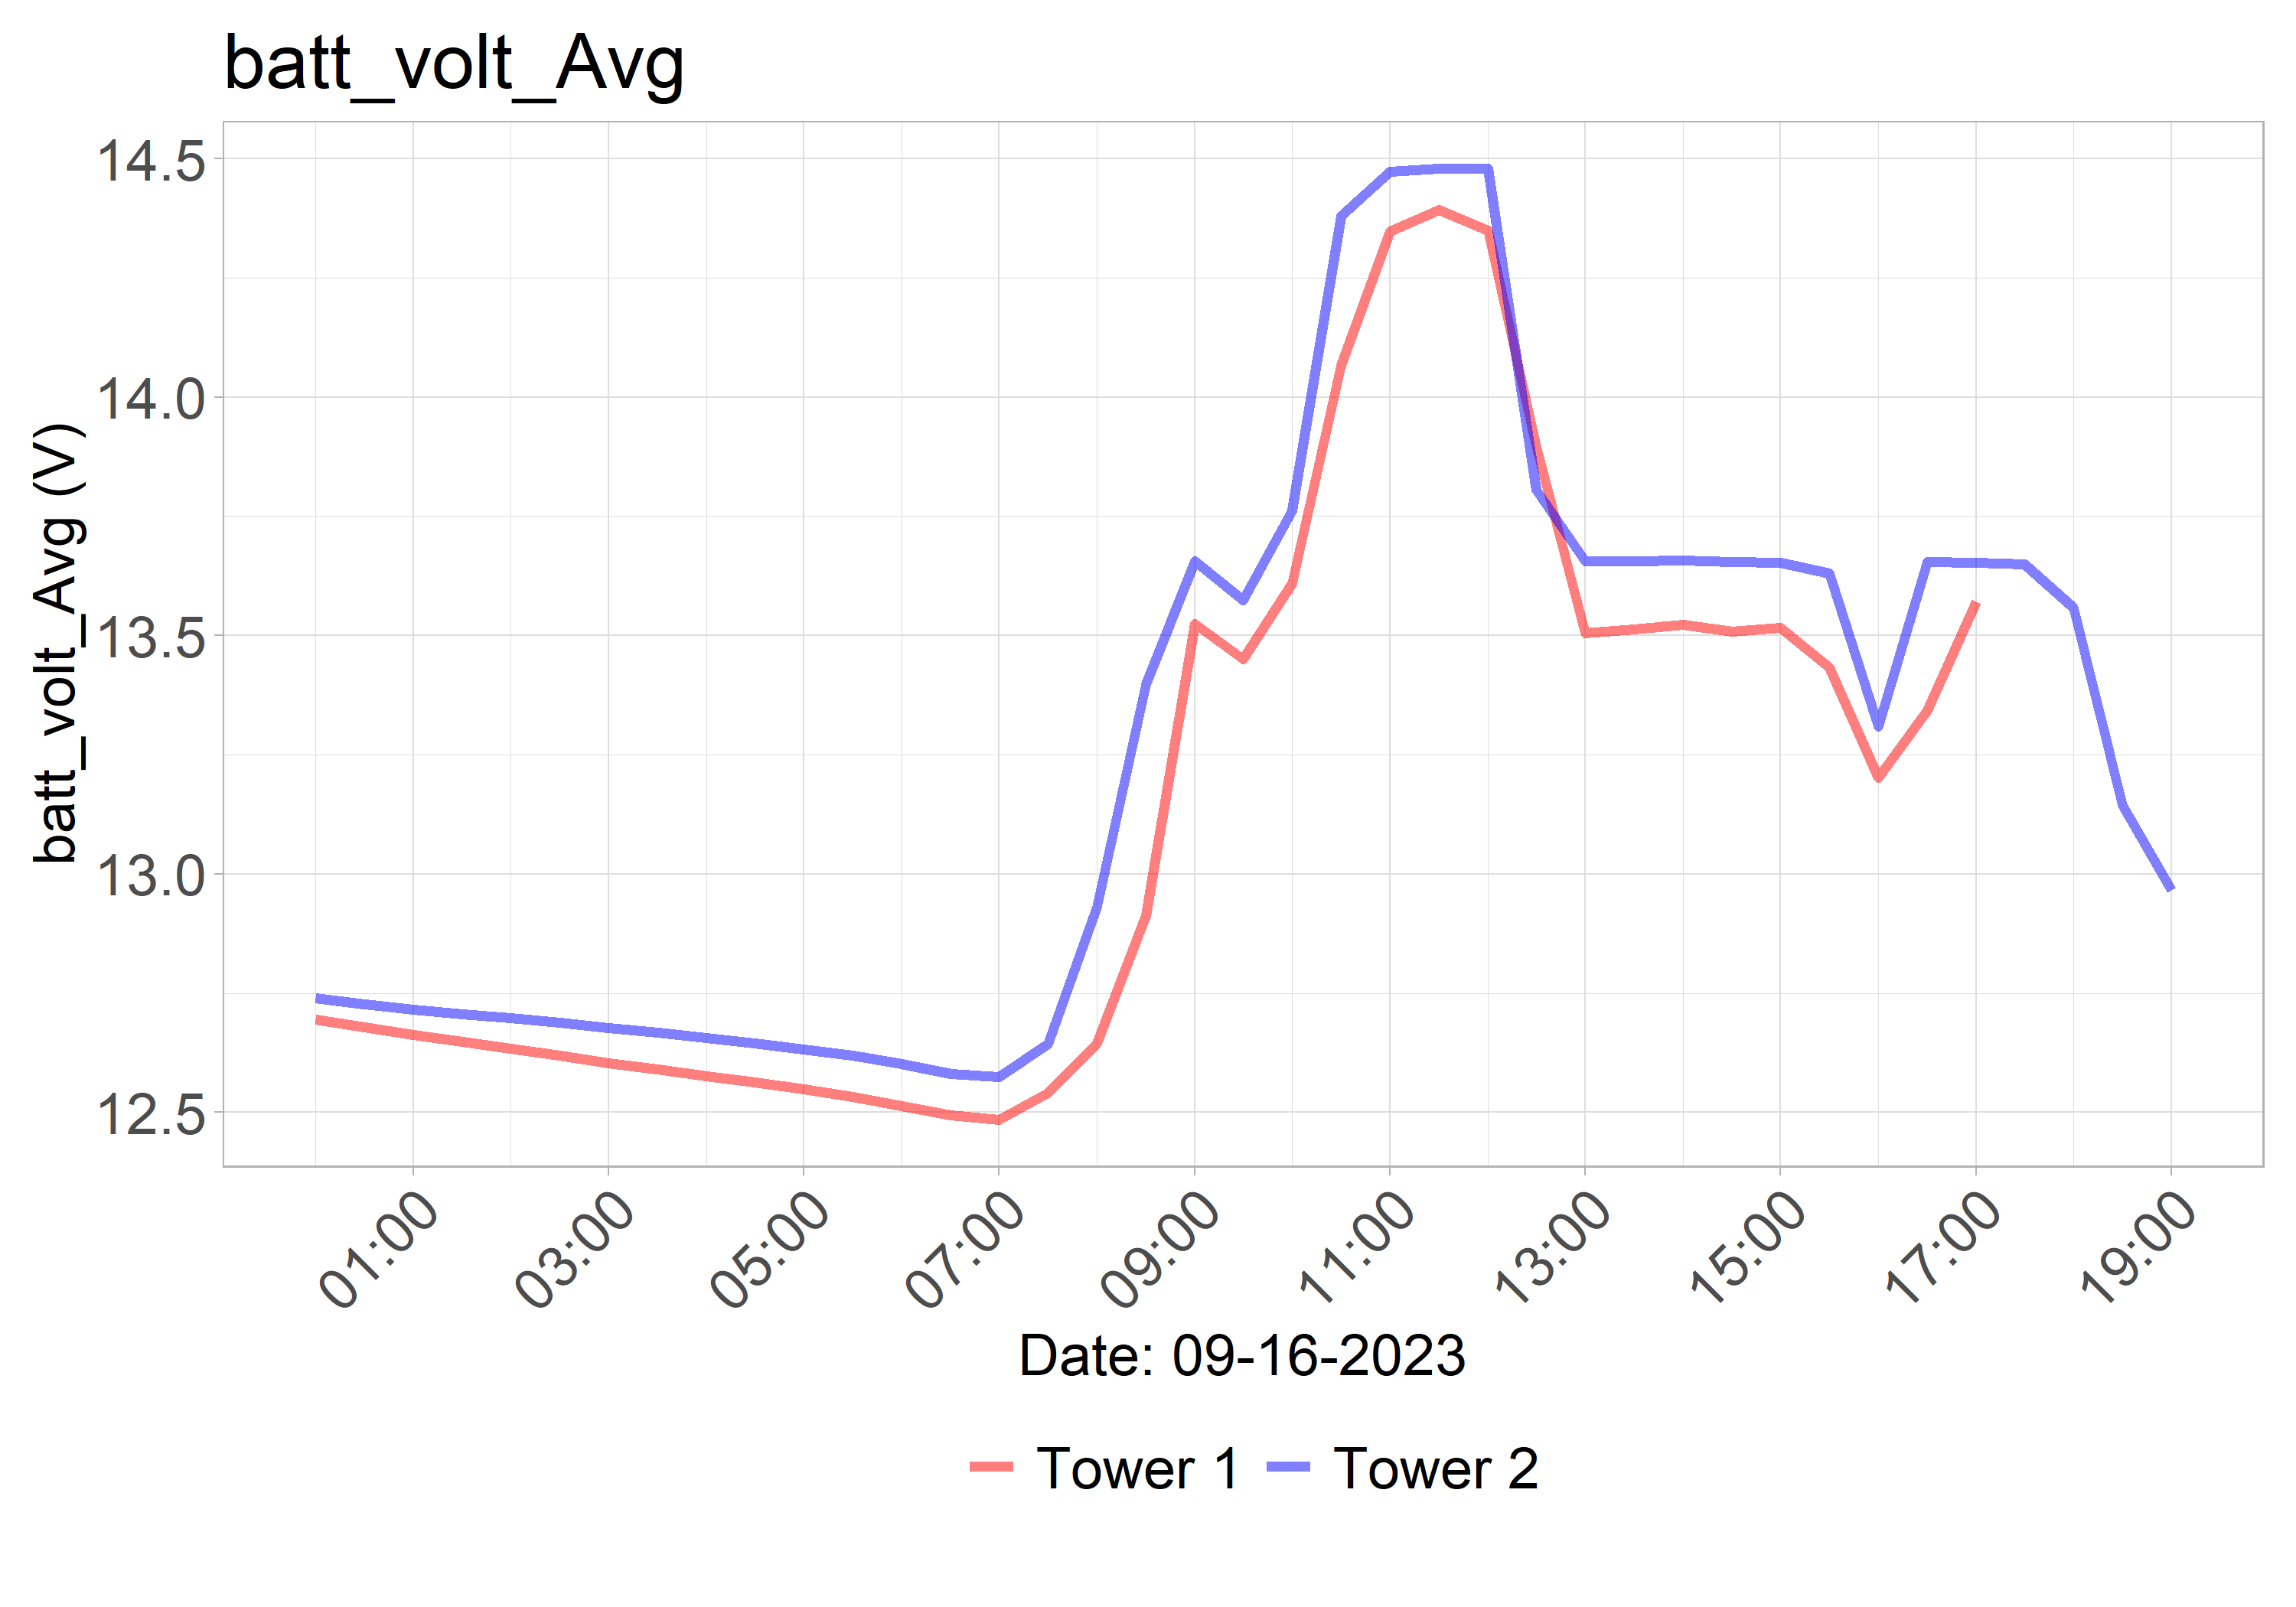 batt_volt_Avg
batt_volt_Avg (V)
14.5
14.0
13.5
13.0
12.5
01:00 03:00 05:00 07:00 09:00 11:00 13:00 15:00 17:00 19:00
Date: 09-16-2023
Tower 1 Tower 2